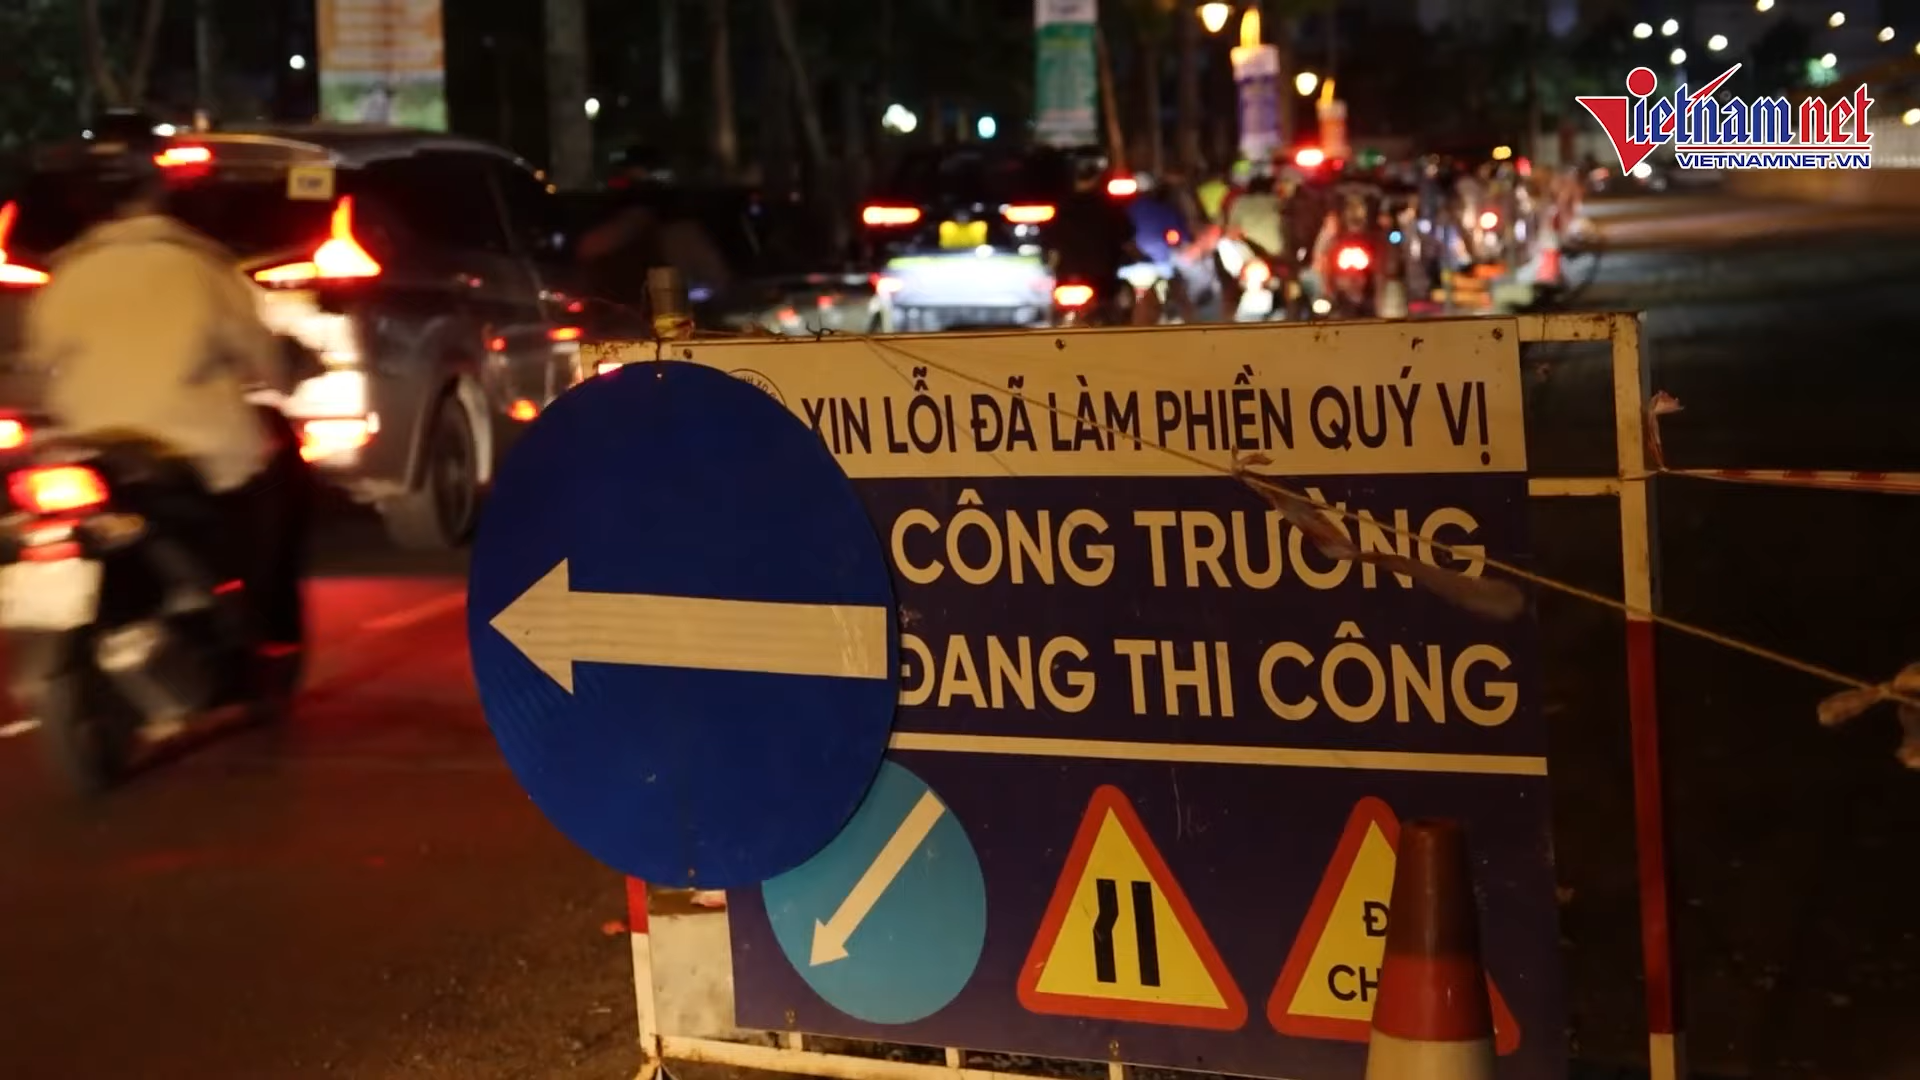 Vietnamnet
VIETNAMNET.VN
XIN LỖI ĐÃ LÀM PHIỀN QUÝ VỊ
CÔNG TRƯỜNG
ĐANG THI CÔNG